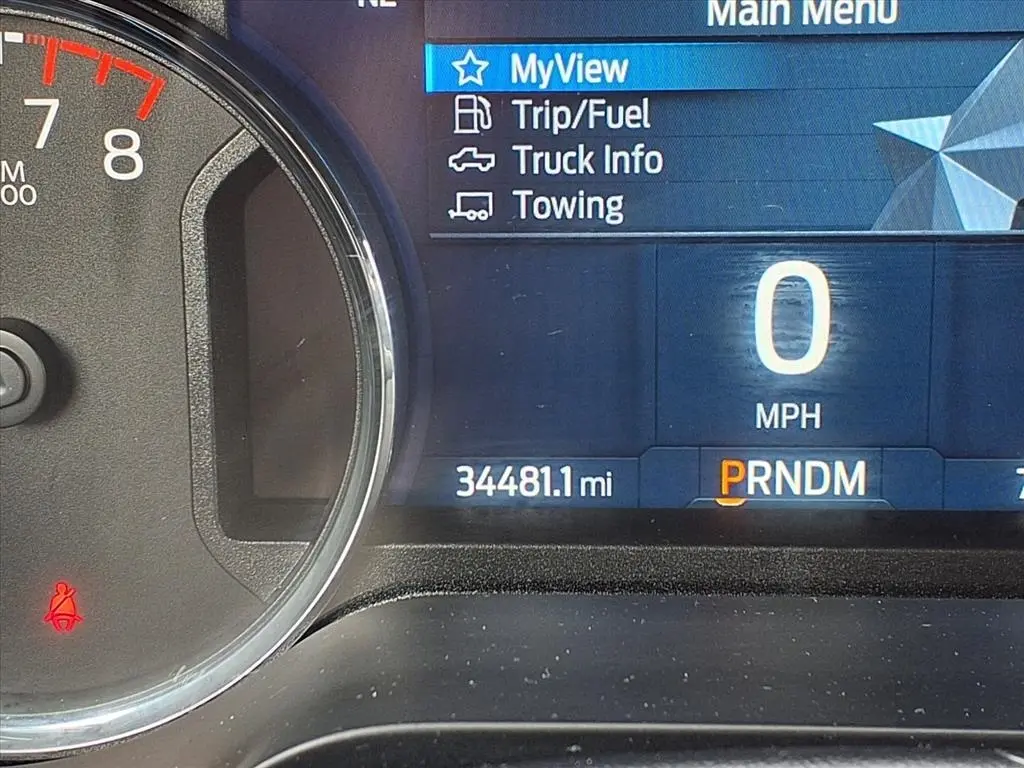 Main Menu
MyView
Trip/Fuel
Truck Info
Towing
7
8
0
MPH
34481.1 mi
PRNDM